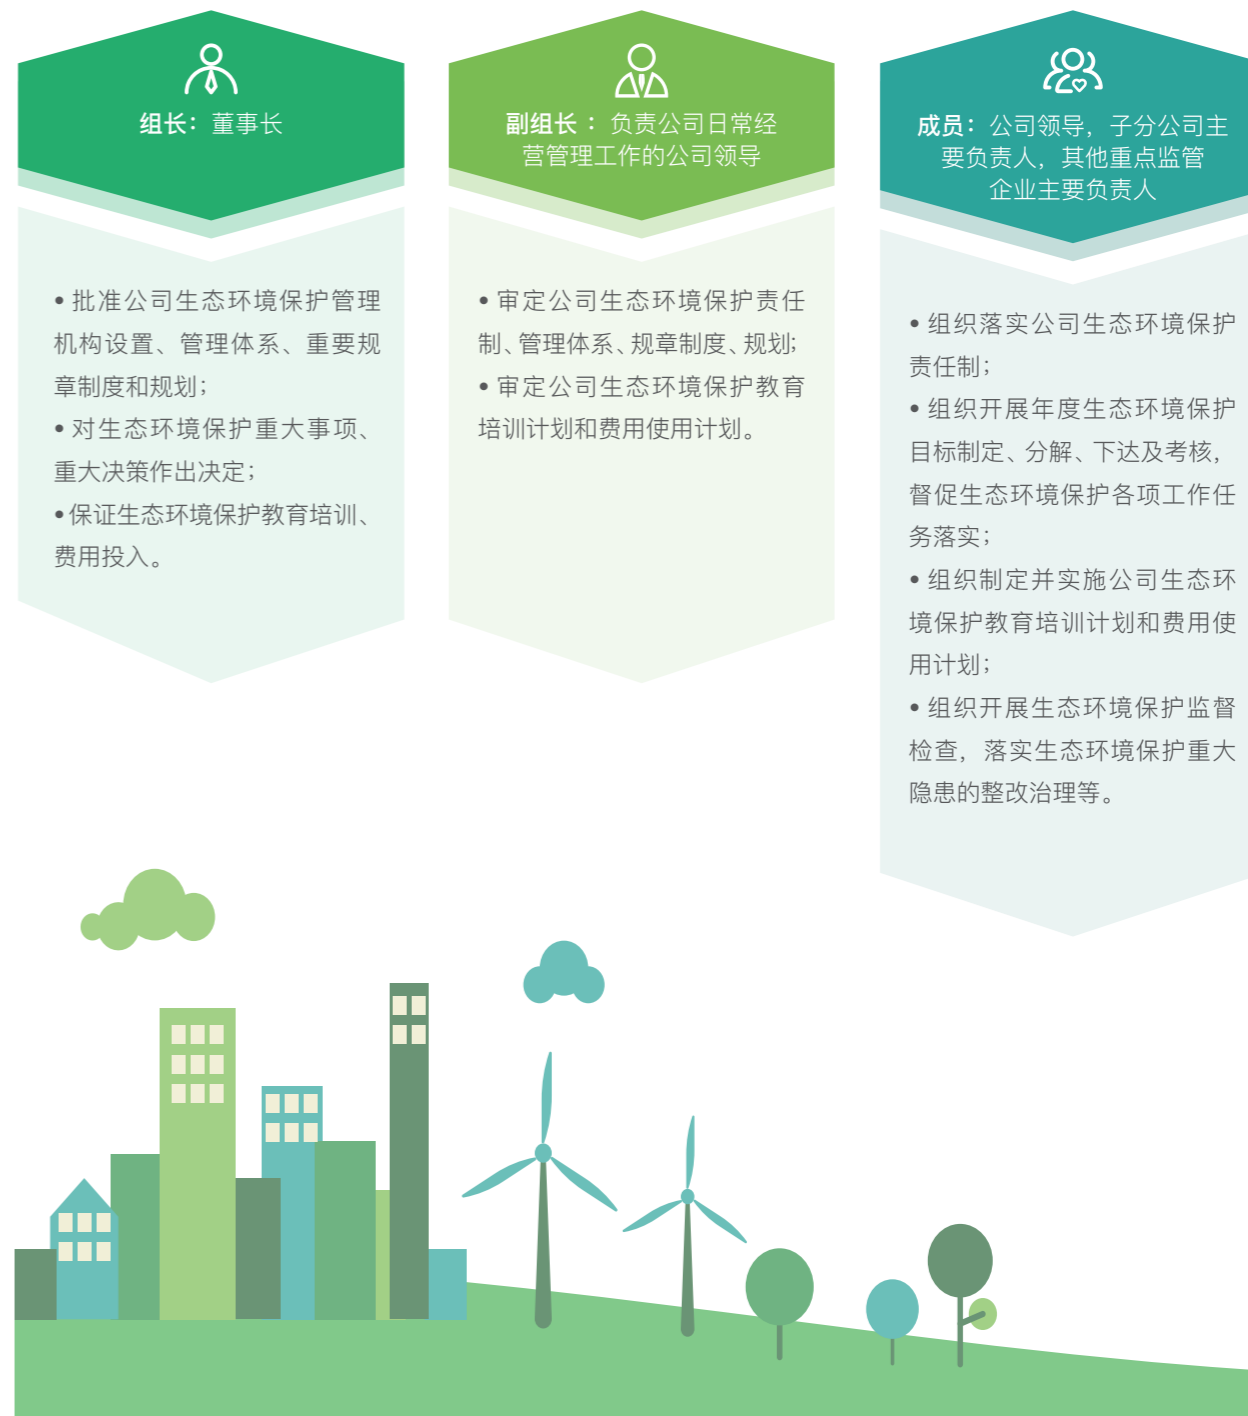 组长：董事长
• 批准公司生态环境保护管理
机构设置、管理体系、重要规
章制度和规划；
• 对生态环境保护重大事项、
重大决策作出决定；
• 保证生态环境保护教育培训、
费用投入。
副组长 ：负责公司日常经
营管理工作的公司领导
• 审定公司生态环境保护责任
制、管理体系、规章制度、规划；
• 审定公司生态环境保护教育
培训计划和费用使用计划。
成员：公司领导，子分公司主
要负责人，其他重点监管
企业主要负责人
• 组织落实公司生态环境保护
责任制；
• 组织开展年度生态环境保护
目标制定、分解、下达及考核，
督促生态环境保护各项工作任
务落实；
• 组织制定并实施公司生态环
境保护教育培训计划和费用使
用计划；
• 组织开展生态环境保护监督
检查，落实生态环境保护重大
隐患的整改治理等。